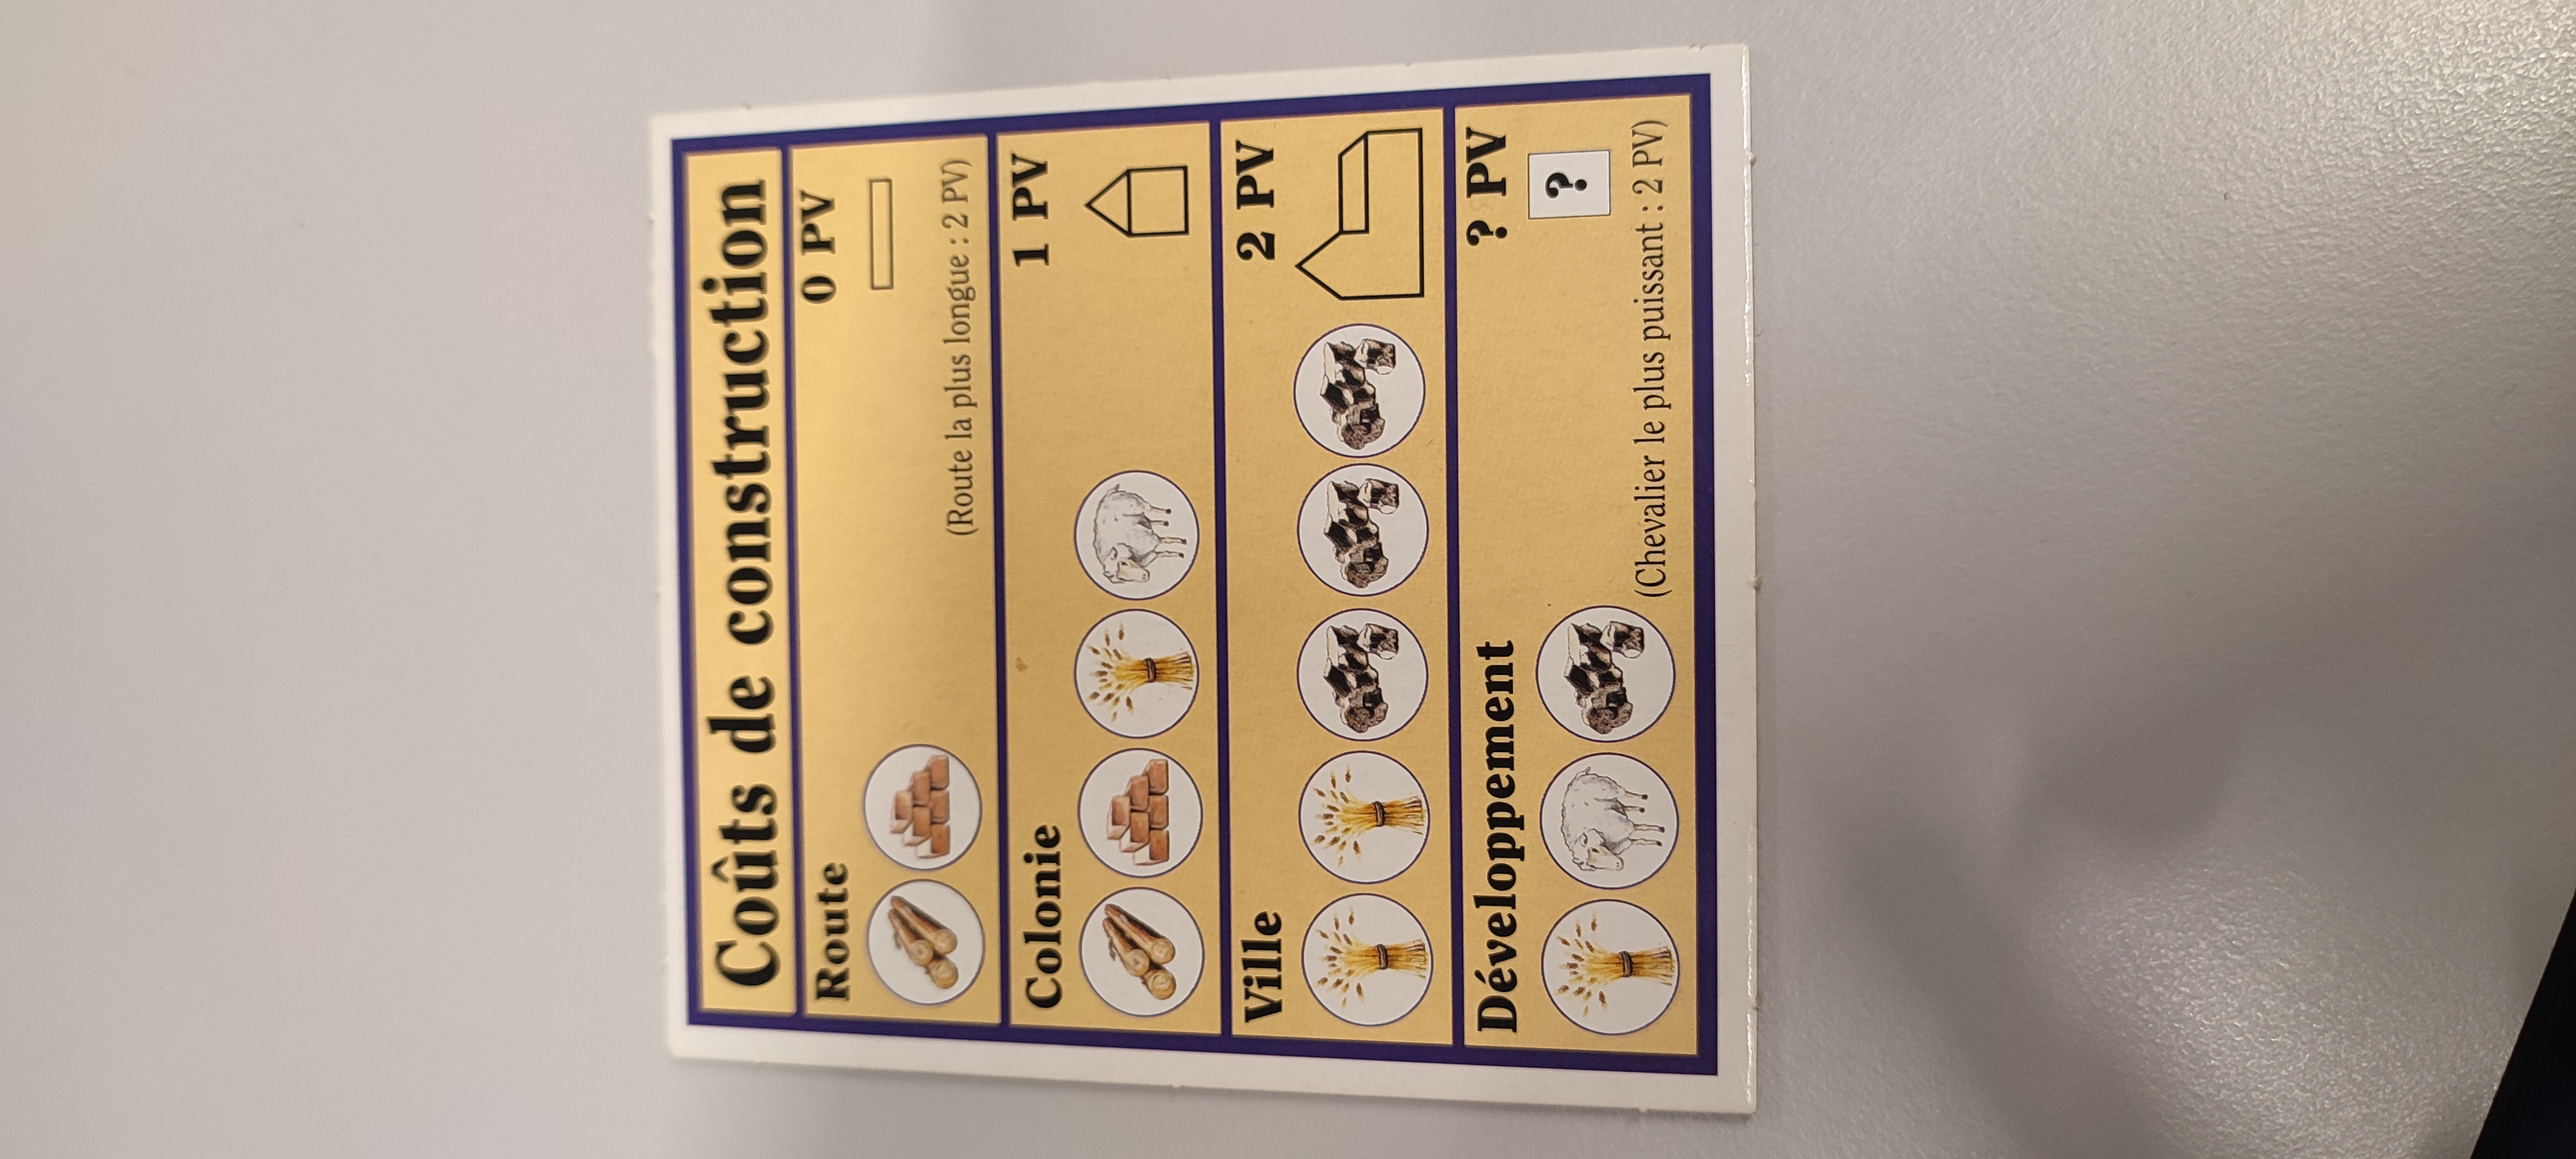 Coûts de construction
Route
0 PV
(Route la plus longue : 2 PV)
Colonie
1 PV
Ville
2 PV
Développement
? PV
?
(Chevalier le plus puissant : 2 PV)